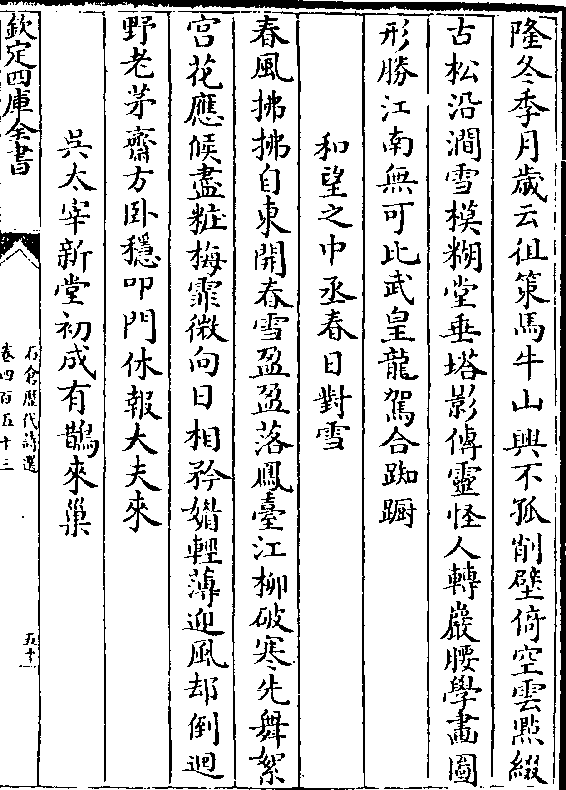 隆冬季月歳云徂策馬牛山興不孤削壁倚空雲㸃綴
古松沿澗雪模糊堂垂塔影傳靈怪人轉巖腰學畫圖
形勝江南無可比武皇龍駕合踟蹰
和望之中丞春日對雪
春風拂拂自東開春雪盈盈落鳳臺江柳破寒先舞絮
宫花應候盡粧梅霏微向日相矜媚輕薄迎風却倒迴
野老茅齋方卧穩叩門休報大夫來
吳太宰新堂初成有鵲來巢
欽定四庫全書
石倉歴代詩選
卷四百五十三
五十